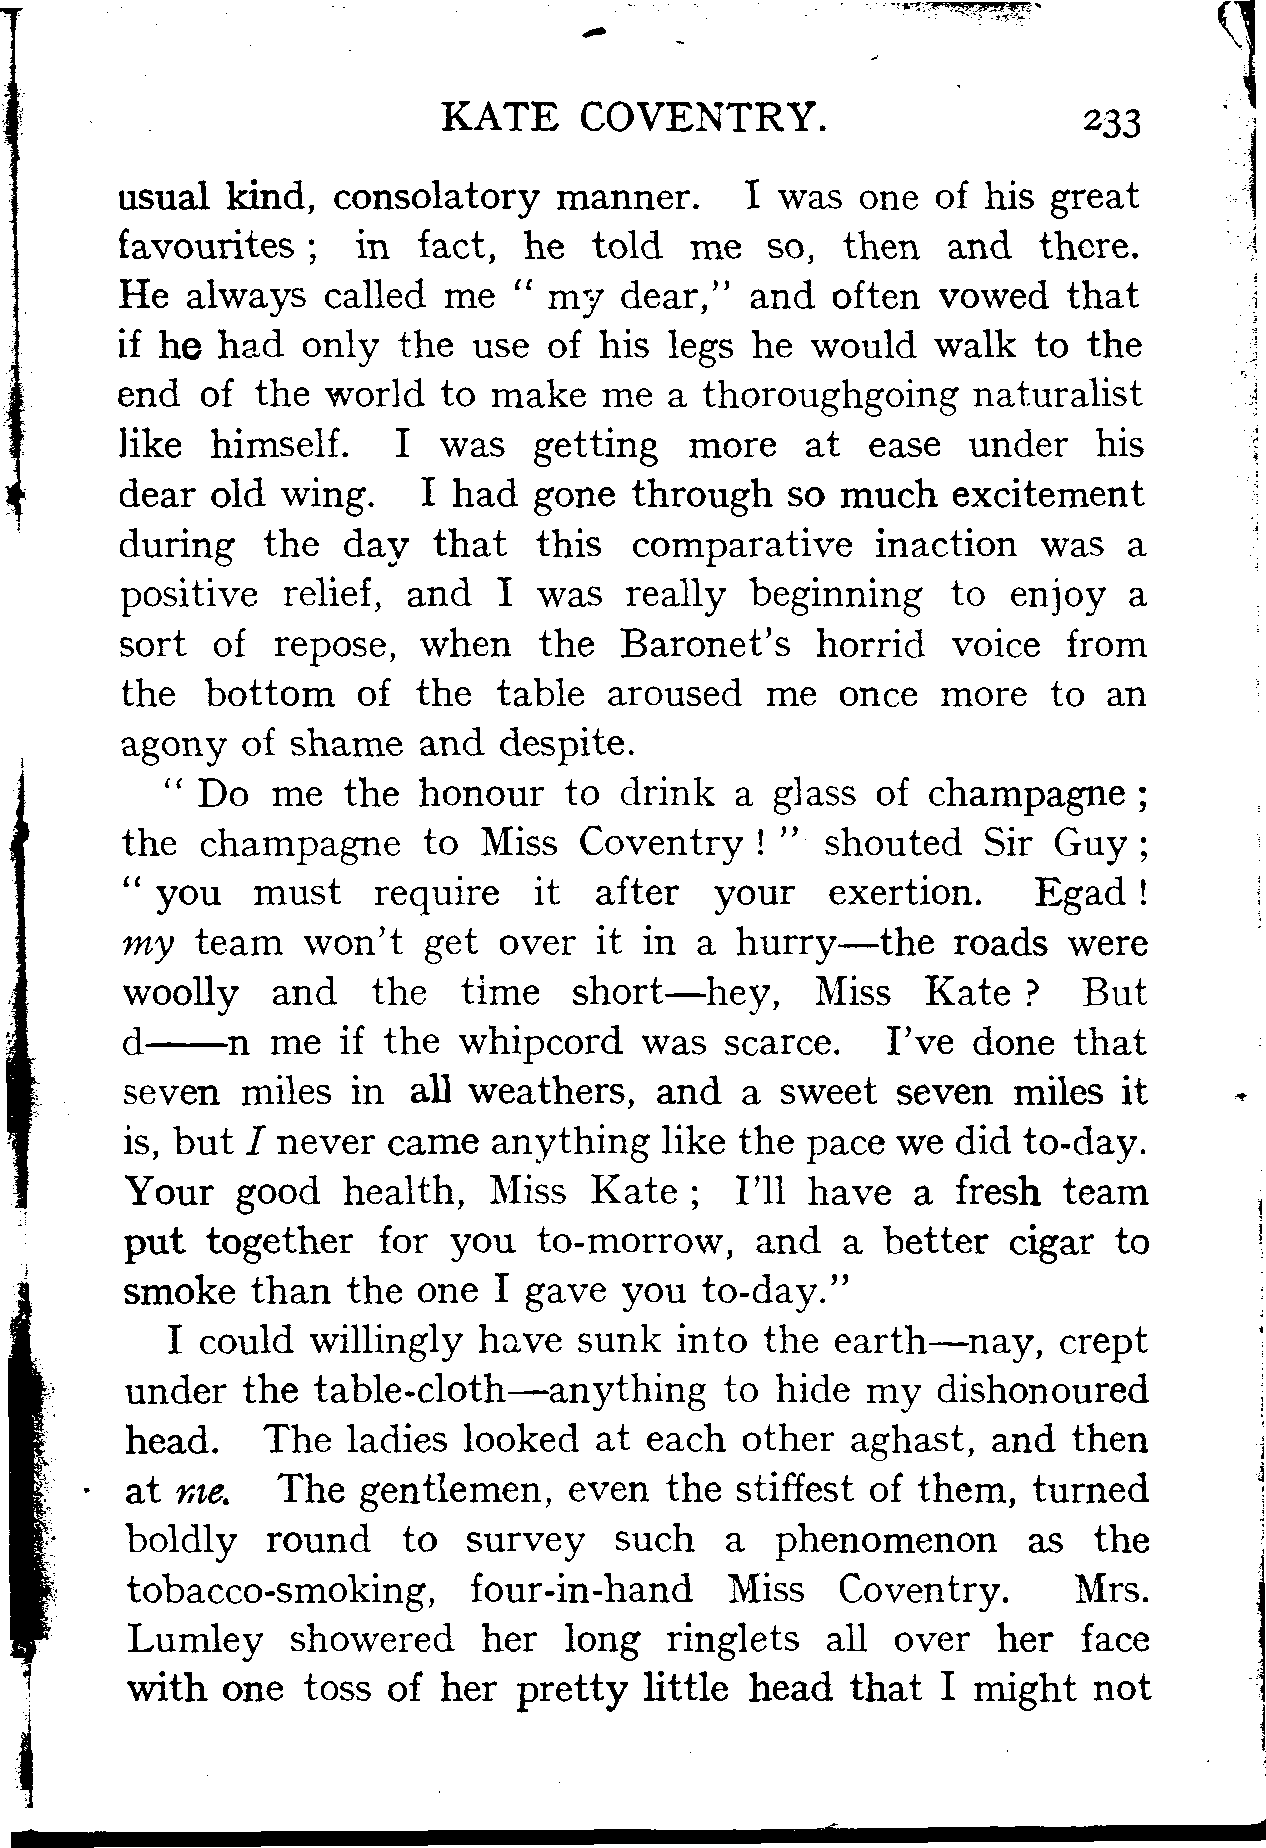 KATE COVENTRY. 233
usual kind, consolatory manner. I was one of his great
favourites ; in fact, he told me so, then and there.
He always called me “ my dear,” and often vowed that
if he had only the use of his legs he would walk to the
end of the world to make me a thoroughgoing naturalist
like himself. I was getting more at ease under his
dear old wing. I had gone through so much excitement
during the day that this comparative inaction was a
positive relief, and I was really beginning to enjoy a
sort of repose, when the Baronet’s horrid voice from
the bottom of the table aroused me once more to an
agony of shame and despite.
“ Do me the honour to drink a glass of champagne ;
the champagne to Miss Coventry ! ” shouted Sir Guy ;
“ you must require it after your exertion. Egad !
my team won’t get over it in a hurry—the roads were
woolly and the time short—hey, Miss Kate ? But
d——n me if the whipcord was scarce. I’ve done that
seven miles in all weathers, and a sweet seven miles it
is, but I never came anything like the pace we did to-day.
Your good health, Miss Kate ; I’ll have a fresh team
put together for you to-morrow, and a better cigar to
smoke than the one I gave you to-day.”
I could willingly have sunk into the earth—nay, crept
under the table-cloth—anything to hide my dishonoured
head. The ladies looked at each other aghast, and then
at me. The gentlemen, even the stiffest of them, turned
boldly round to survey such a phenomenon as the
tobacco-smoking, four-in-hand Miss Coventry. Mrs.
Lumley showered her long ringlets all over her face
with one toss of her pretty little head that I might not